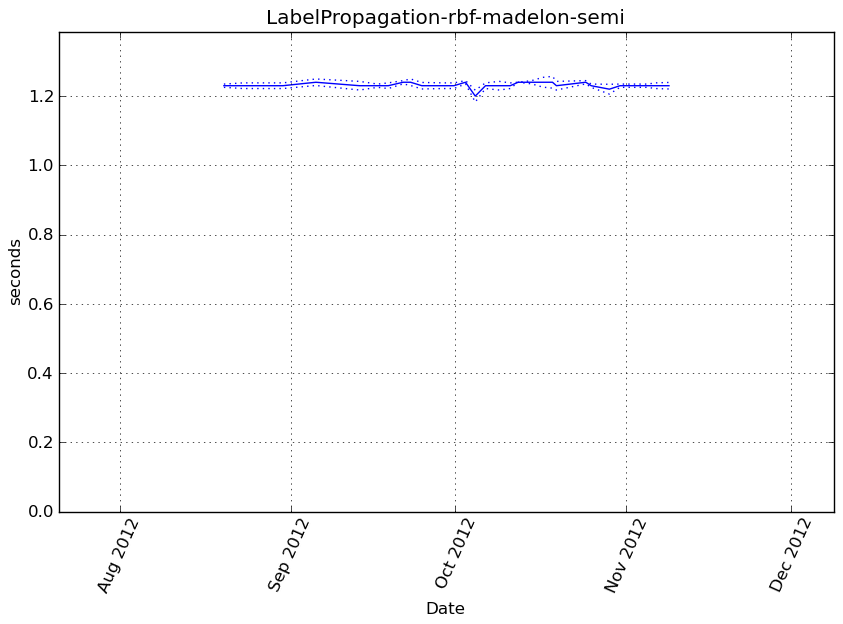 LabelPropagation-rbf-madelon-semi
1.2
1.0
0.8
0.6
0.4
0.2
0.0
seconds
Aug 2012
Sep 2012
Oct 2012
Nov 2012
Dec 2012
Date